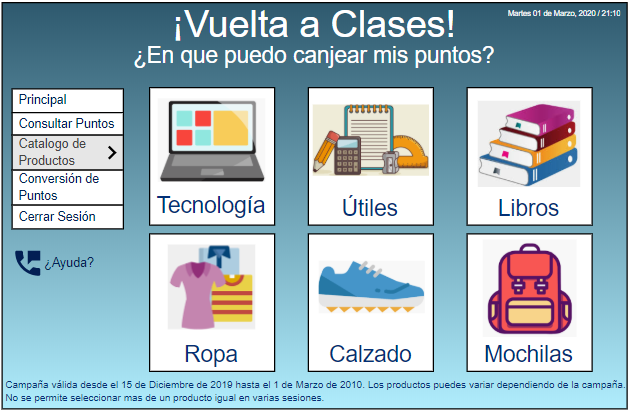 ¡Vuelta a Clases!
Martes 01 de Marzo, 2020 / 21:10
¿En que puedo canjear mis puntos?
Principal
Consultar Puntos
Catalogo de
Productos
Conversión de
Puntos
Cerrar Sesión
¿Ayuda?
Tecnología
Útiles
Libros
Ropa
Calzado
Mochilas
Campaña válida desde el 15 de Diciembre de 2019 hasta el 1 de Marzo de 2010. Los productos puedes variar dependiendo de la campaña.
No se permite seleccionar mas de un producto igual en varias sesiones.